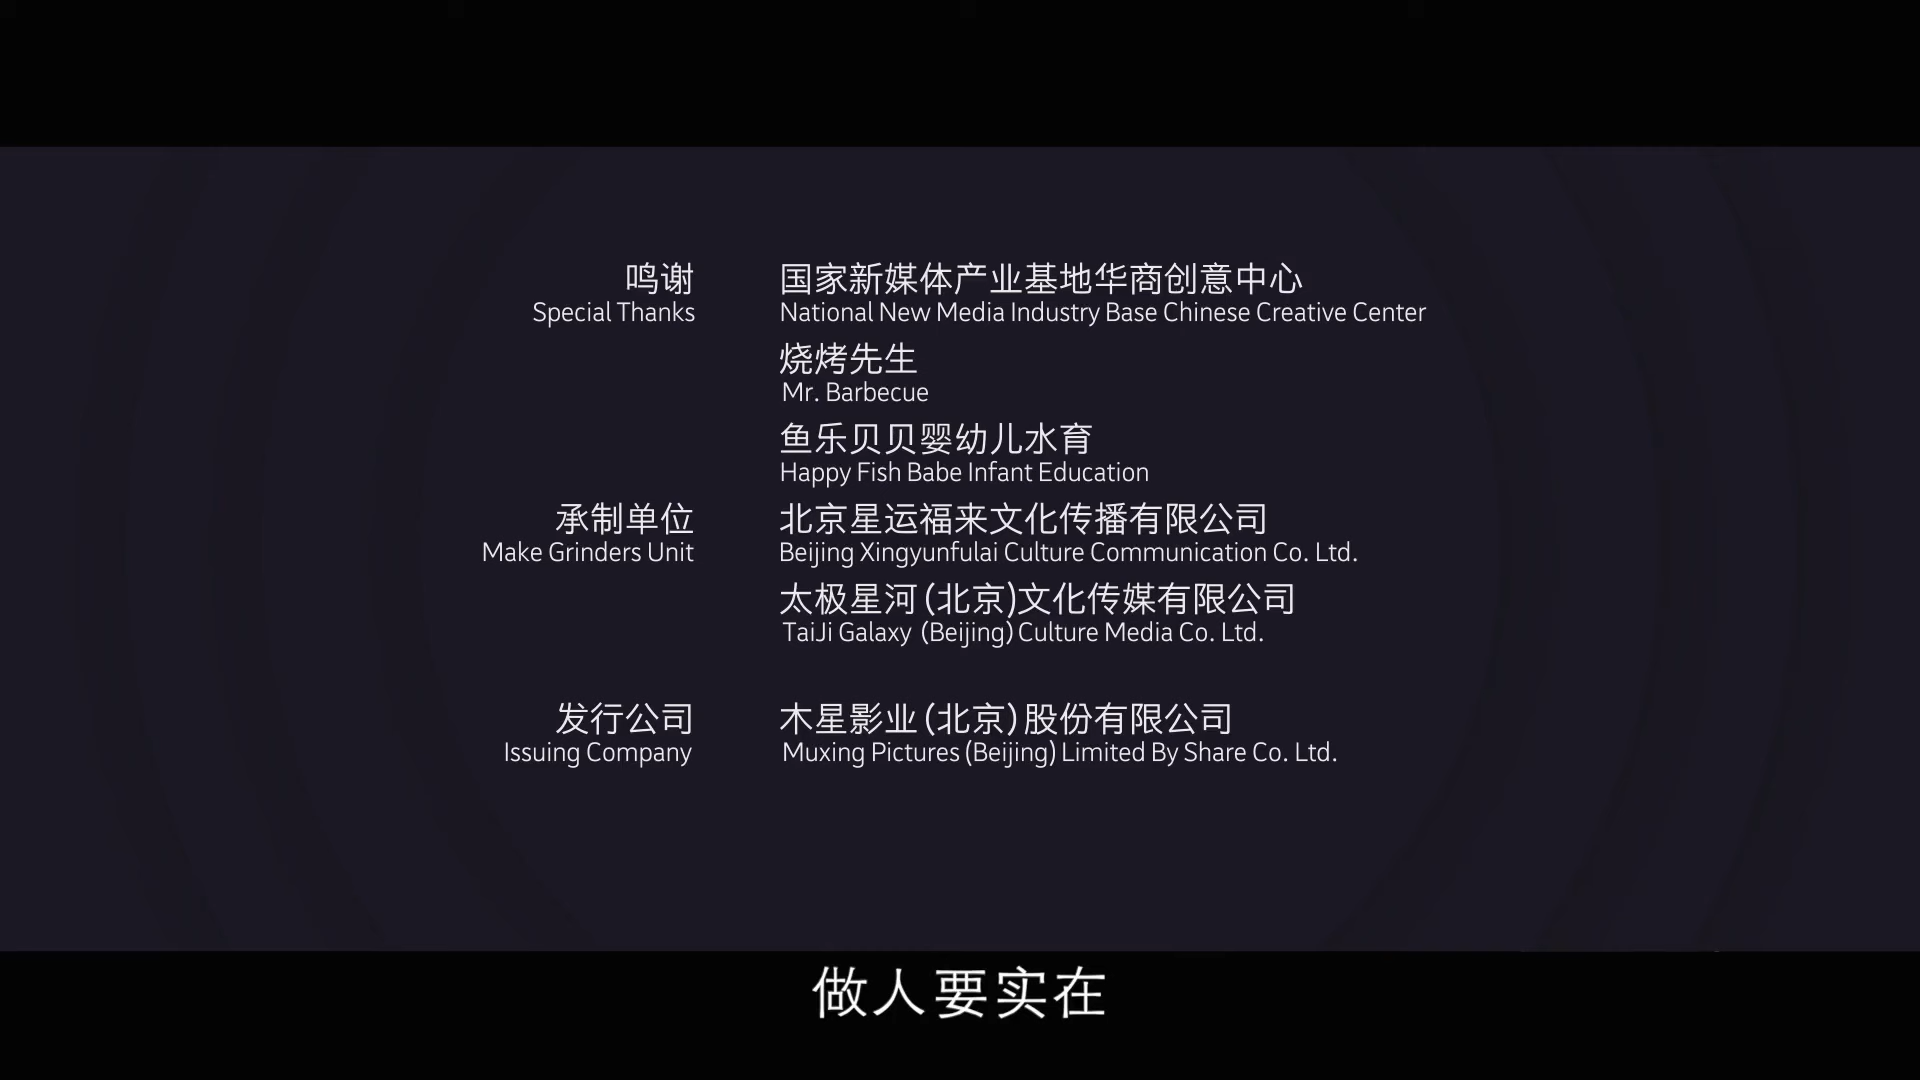 鸣谢 国家新媒体产业基地华商创意中心
Special Thanks National New Media Industry Base Chinese Creative Center
烧烤先生
Mr. Barbecue
鱼乐贝贝婴幼儿水育
Happy Fish Babe Infant Education
承制单位 北京星运福来文化传播有限公司
Make Grinders Unit Beijing Xingyunfulai Culture Communication Co. Ltd.
太极星河(北京)文化传媒有限公司
TaiJi Galaxy (Beijing) Culture Media Co. Ltd.
发行公司 木星影业(北京)股份有限公司
Issuing Company Muxing Pictures (Beijing) Limited By Share Co. Ltd.
做人要实在